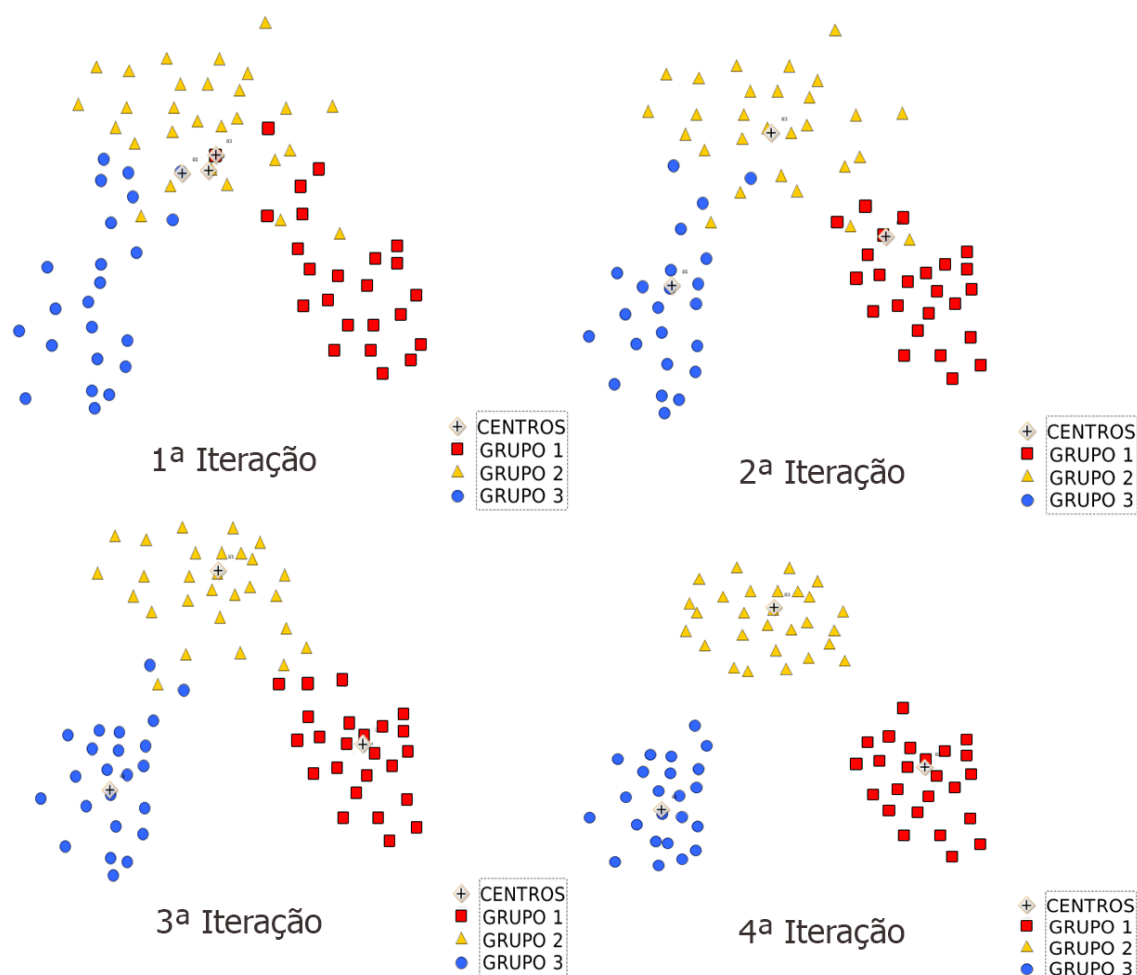 CENTROS
GRUPO 1
GRUPO 2
GRUPO 3
1ª Iteração
CENTROS
GRUPO 1
GRUPO 2
GRUPO 3
2ª Iteração
CENTROS
GRUPO 1
GRUPO 2
GRUPO 3
3ª Iteração
CENTROS
GRUPO 1
GRUPO 2
GRUPO 3
4ª Iteração